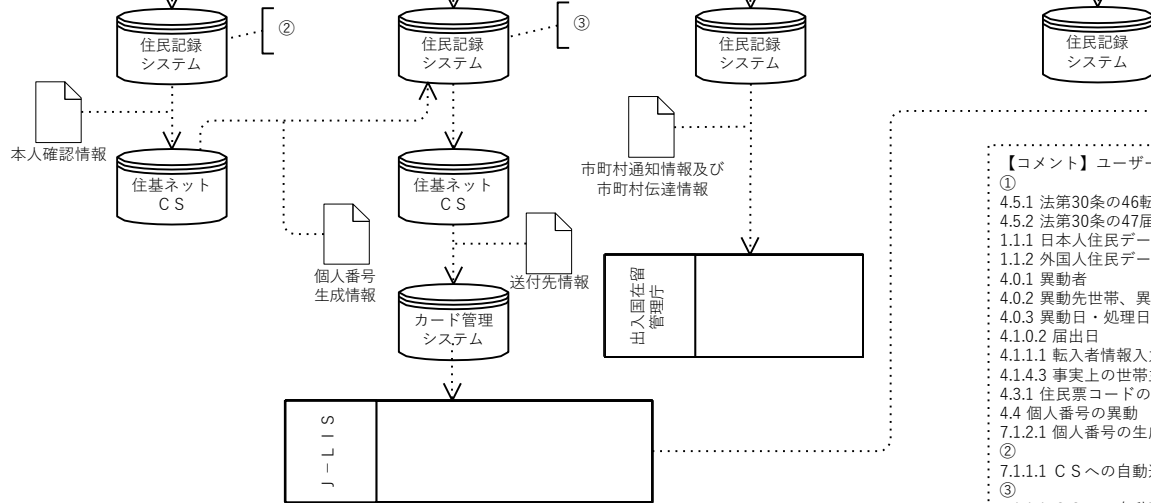 住民記録
システム
②
住民記録
システム
③
住民記録
システム
住民記録
システム
本人確認情報
住基ネット
ＣＳ
住基ネット
ＣＳ
市町村通知情報及び
市町村伝達情報
個人番号
生成情報
送付先情報
カード管理
システム
出入国在留
管理庁
J－LIS
【コメント】ユーザー
①
4.5.1 法第30条の46転
4.5.2 法第30条の47届
1.1.1 日本人住民デー
1.1.2 外国人住民デー
4.0.1 異動者
4.0.2 異動先世帯、異
4.0.3 異動日・処理日
4.1.0.2 届出日
4.1.1.1 転入者情報入
4.1.4.3 事実上の世帯
4.3.1 住民票コードの
4.4 個人番号の異動
7.1.2.1 個人番号の生
②
7.1.1.1 ＣＳへの自動
③